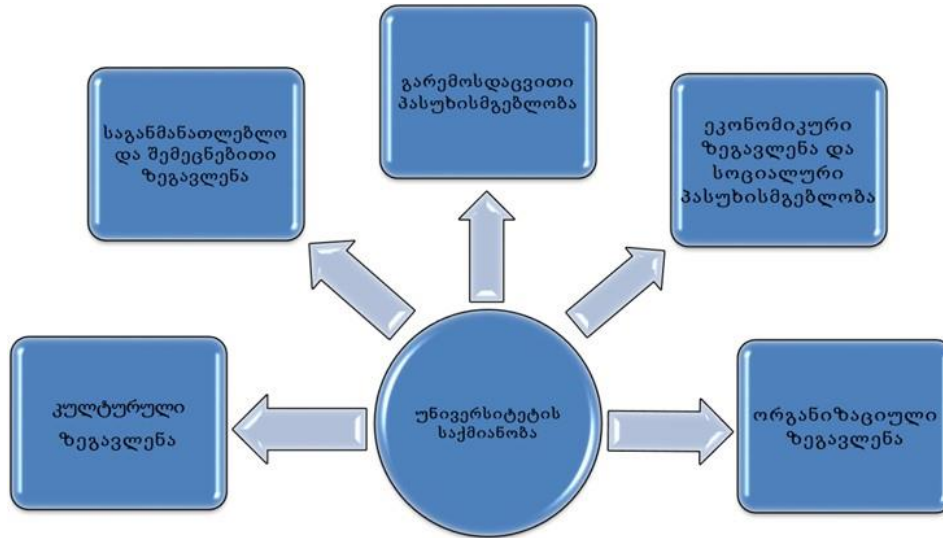 გარემოსდაცვითი
პასუხისმგებლობა
საგანმანათლებლო
და შემეცნებითი
ზეგავლენა
ეკონომიკური
ზეგავლენა და
სოციალური
პასუხისმგებლობა
კულტურული
ზეგავლენა
უნივერსიტეტის
საქმიანობა
ორგანიზაციული
ზეგავლენა